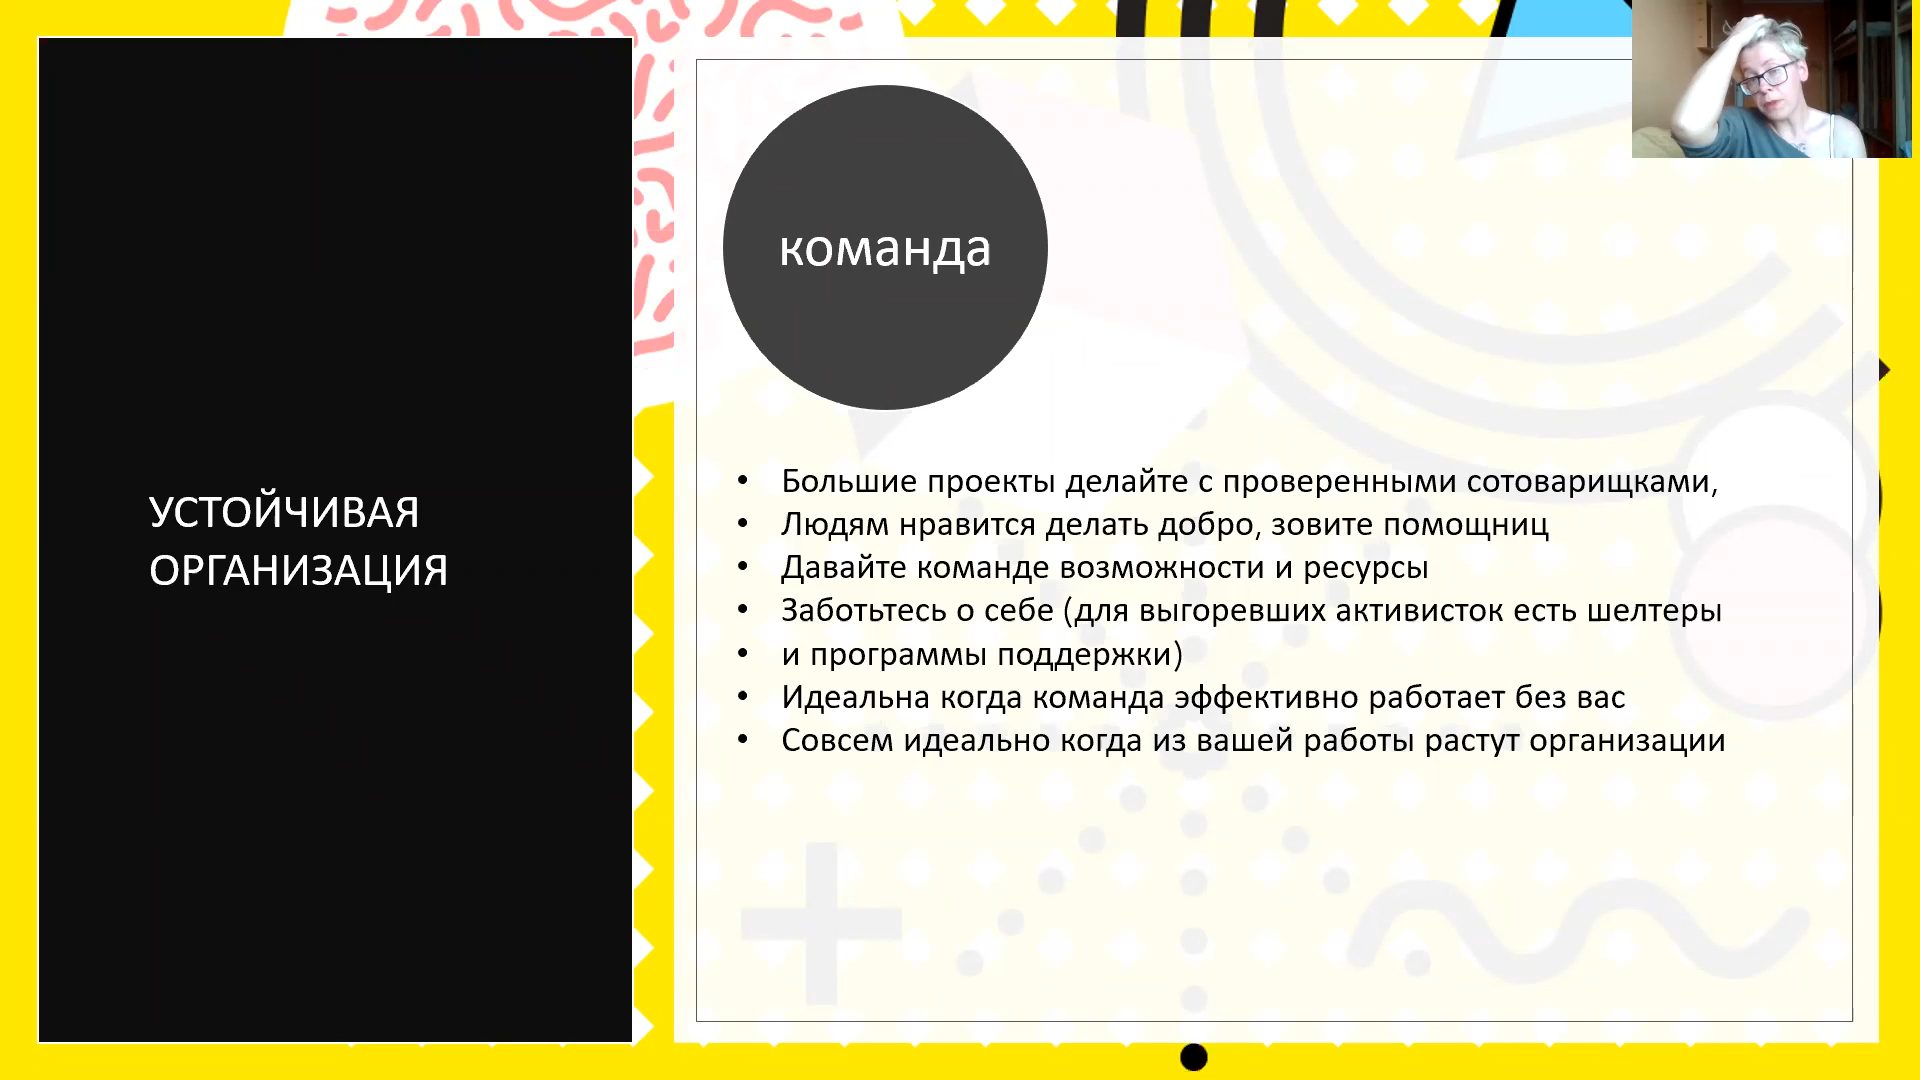 УСТОЙЧИВАЯ
ОРГАНИЗАЦИЯ
команда
• Большие проекты делайте с проверенными сотоварищками,
• Людям нравится делать добро, зовите помощниц
• Давайте команде возможности и ресурсы
• Заботьтесь о себе (для выгоревших активисток есть шелтеры
• и программы поддержки)
• Идеальна когда команда эффективно работает без вас
• Совсем идеально когда из вашей работы растут организации